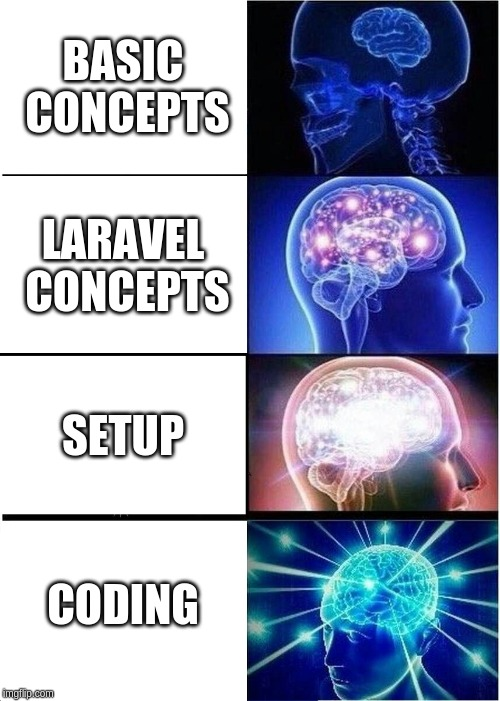 BASIC
CONCEPTS
LARAVEL
CONCEPTS
SETUP
CODING
imgflip.com